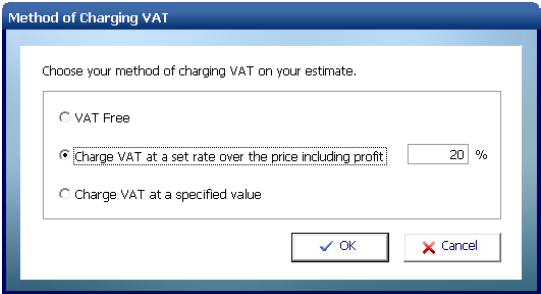 Method of Charging VAT
Choose your method of charging VAT on your estimate.
VAT Free
Charge VAT at a set rate over the price including profit 20 %
Charge VAT at a specified value
OK Cancel